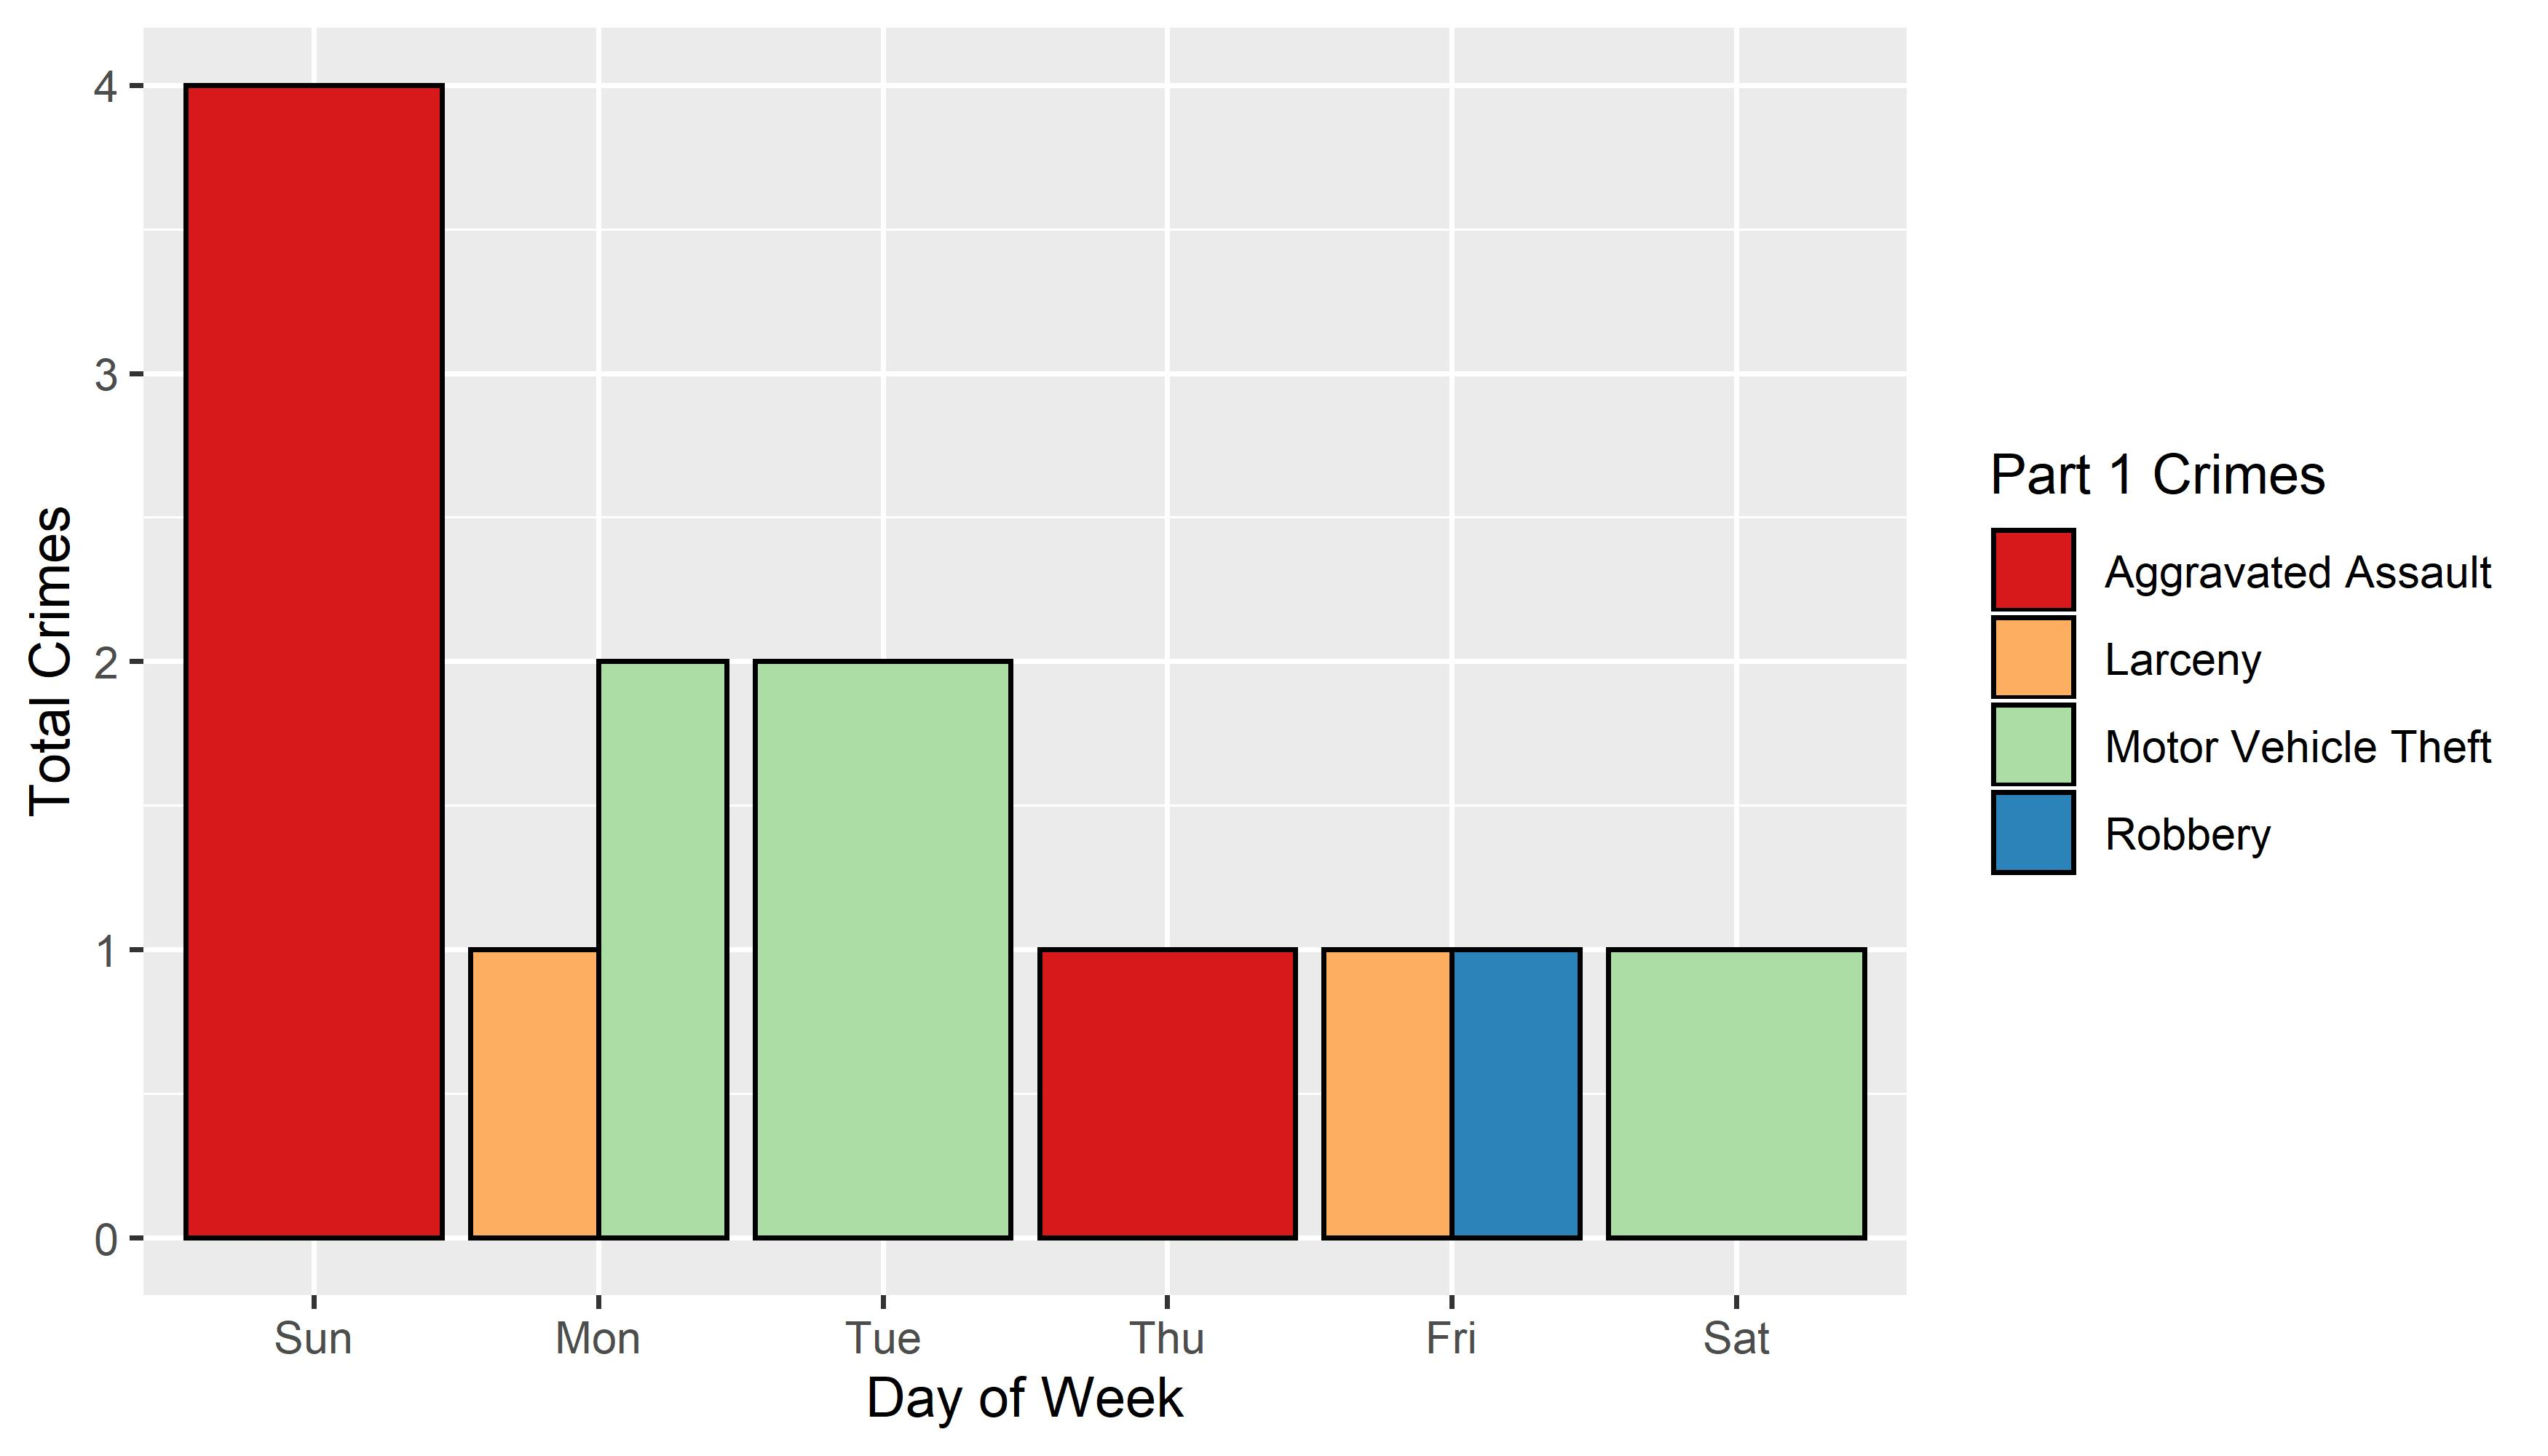 4
3
2
1
0
Total Crimes
Sun Mon Tue Thu Fri Sat
Day of Week
Part 1 Crimes
Aggravated Assault
Larceny
Motor Vehicle Theft
Robbery